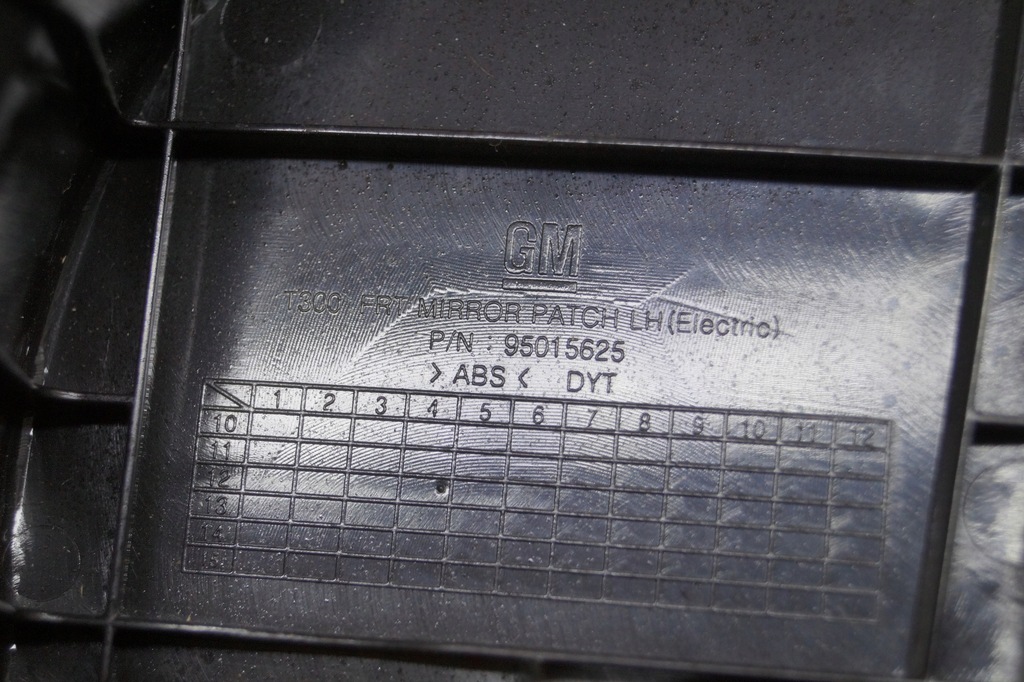 GM
T300 FRT MIRROR PATCH LH (Electric)
P/N : 95015625
>ABS< DYT
1 2 3 4 5 6 7 8 9 10 11 12
10
11
12
13
14
15